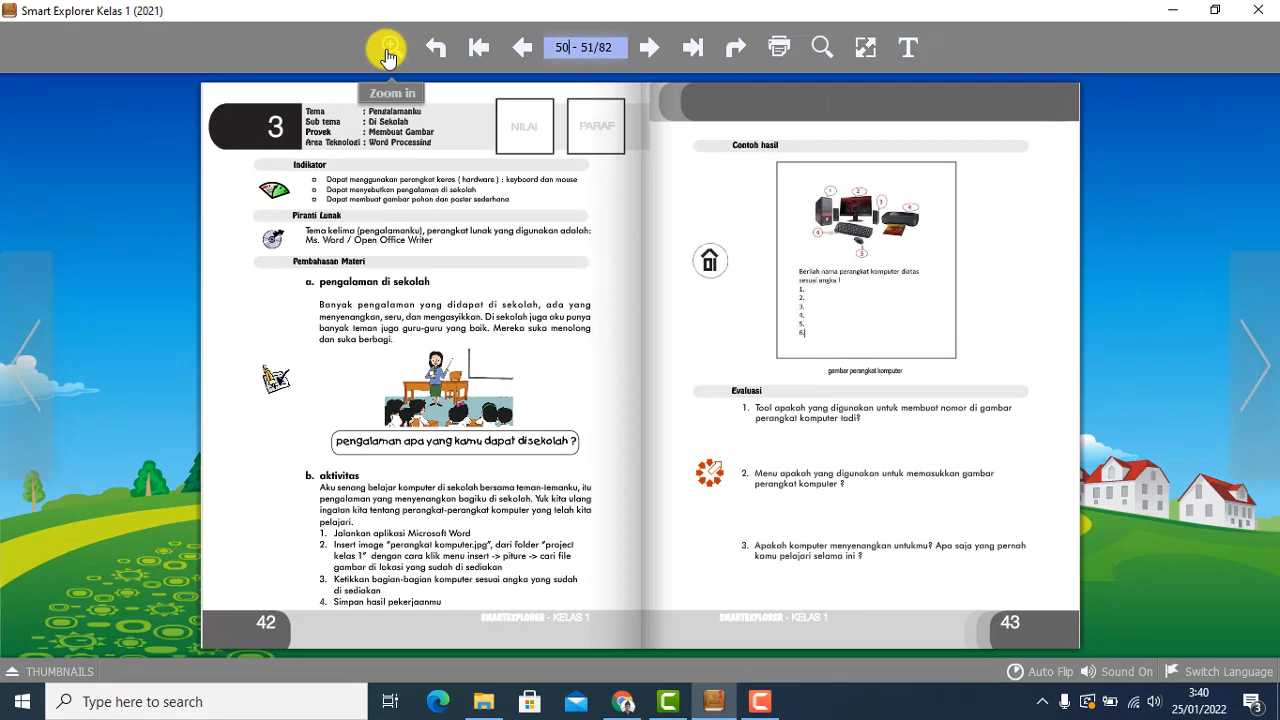 Smart Explorer Kelas 1 (2021)
50 - 51/82
Zoom in
3
Tema : Pengalamanku
Sub tema : Di Sekolah
Proyek : Membuat Gambar
Area Teknologi : Word Processing
NILAI
PARAF
Indikator
Dapat menggunakan perangkat keras ( hardware ) : keyboard dan mouse
Dapat menyebutkan pengalaman di sekolah
Dapat membuat gambar pohon dan poster sederhana
Piranti Lunak
Tema kelima (pengalamanku), perangkat lunak yang digunakan adalah:
Ms. Word / Open Office Writer
Pembahasan Materi
a. pengalaman di sekolah
Banyak pengalaman yang didapat di sekolah, ada yang
menyenangkan, seru, dan mengasyikkan. Di sekolah juga aku punya
banyak teman juga guru-guru yang baik. Mereka suka menolong
dan suka berbagi.
pengalaman apa yang kamu dapat disekolah ?
b. aktivitas
Aku senang belajar komputer di sekolah bersama teman-temanku, itu
pengalaman yang menyenangkan bagiku di sekolah. Yuk kita ulang
ingatan kita tentang perangkat-perangkat komputer yang telah kita
pelajari.
1. Jalankan aplikasi Microsoft Word
2. Insert image "perangkat komputer.jpg", dari folder "project
kelas 1" dengan cara klik menu insert -> piture -> cari file
gambar di lokasi yang sudah di sediakan
3. Ketikkan bagian-bagian komputer sesuai angka yang sudah
di sediakan
4. Simpan hasil pekerjaanmu
42
SMARTEXPLORER - KELAS 1
Contoh hasil
1
2
3
4
6
5
Berilah nama perangkat komputer diatas
sesuai angka !
1.
2.
3.
4.
5.
6.
gambar perangkat komputer
Evaluasi
1. Tool apakah yang digunakan untuk membuat nomor di gambar
perangkat komputer tadi?
2. Menu apakah yang digunakan untuk memasukkan gambar
perangkat komputer ?
3. Apakah komputer menyenangkan untukmu? Apa saja yang pernah
kamu pelajari selama ini ?
SMARTEXPLORER - KELAS 1
43
THUMBNAILS
Auto Flip
Sound On
Switch Language
Type here to search
3:40
25/01/2022
3